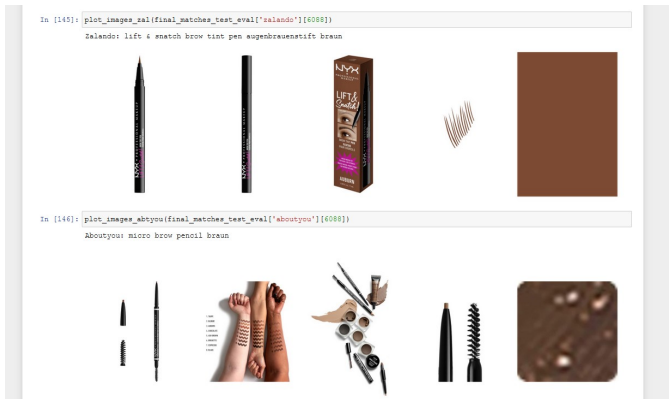 In [145]: plot_images_zal(final_matches_test_eval['zalando'][6088])
Zalando: lift & snatch brow tint pen augenbrauenstift braun
NYX
LIFT&
Snatch!
AUBURN
In [146]: plot_images_abtyou(final_matches_test_eval['aboutyou'][6088])
Aboutyou: micro brow pencil braun